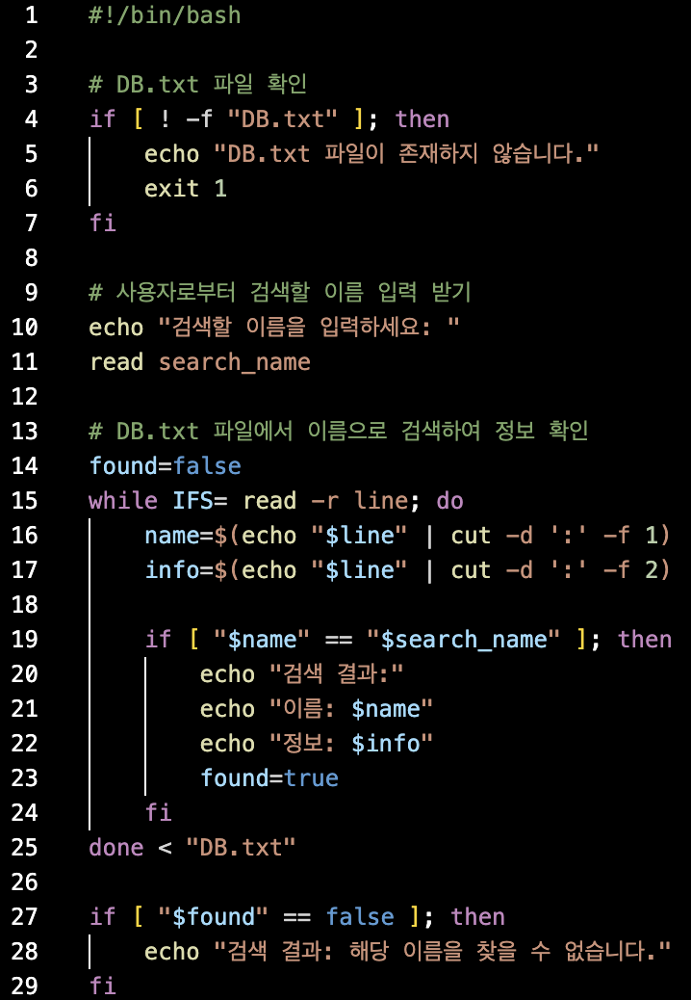 1 #!/bin/bash
2
3 # DB.txt 파일 확인
4 if [ ! -f "DB.txt" ]; then
5     echo "DB.txt 파일이 존재하지 않습니다."
6     exit 1
7 fi
8
9 # 사용자로부터 검색할 이름 입력 받기
10 echo "검색할 이름을 입력하세요: "
11 read search_name
12
13 # DB.txt 파일에서 이름으로 검색하여 정보 확인
14 found=false
15 while IFS= read -r line; do
16     name=$(echo "$line" | cut -d ':' -f 1)
17     info=$(echo "$line" | cut -d ':' -f 2)
18
19     if [ "$name" == "$search_name" ]; then
20         echo "검색 결과:"
21         echo "이름: $name"
22         echo "정보: $info"
23         found=true
24     fi
25 done < "DB.txt"
26
27 if [ "$found" == false ]; then
28     echo "검색 결과: 해당 이름을 찾을 수 없습니다."
29 fi